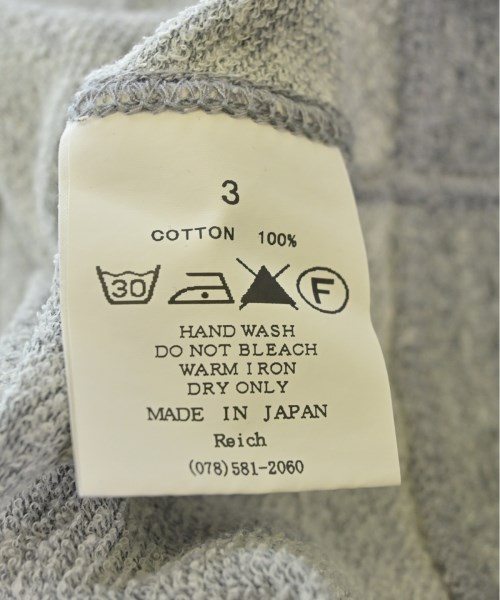 3
COTTON 100%
30 F
HAND WASH
DO NOT BLEACH
WARM IRON
DRY ONLY
MADE IN JAPAN
Reich
(078)581-2060